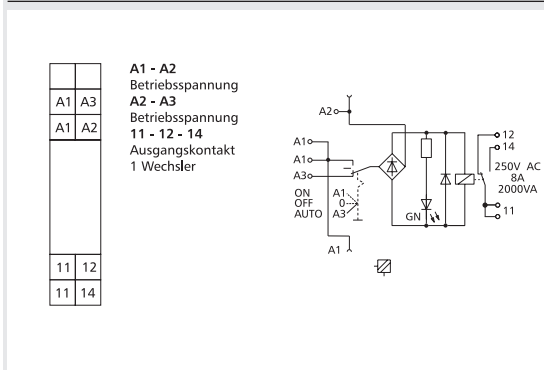 A1 A3
A1 A2
11 12
11 14
A1 - A2
Betriebsspannung
A2 - A3
Betriebsspannung
11 - 12 - 14
Ausgangskontakt
1 Wechsler
A2
A1
A1
A3
ON A1
OFF 0
AUTO A3
A1
GN
12
14
250V AC
8A
2000VA
11